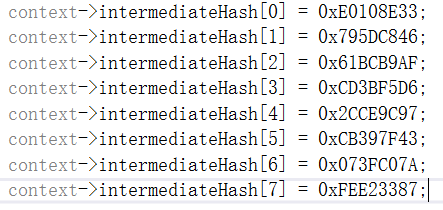 context->intermediateHash[0] = 0xE0108E33;
context->intermediateHash[1] = 0x795DC846;
context->intermediateHash[2] = 0x61BCB9AF;
context->intermediateHash[3] = 0xCD3BF5D6;
context->intermediateHash[4] = 0x2CCE9C97;
context->intermediateHash[5] = 0xCB397F43;
context->intermediateHash[6] = 0x073FC07A;
context->intermediateHash[7] = 0xFEE23387;